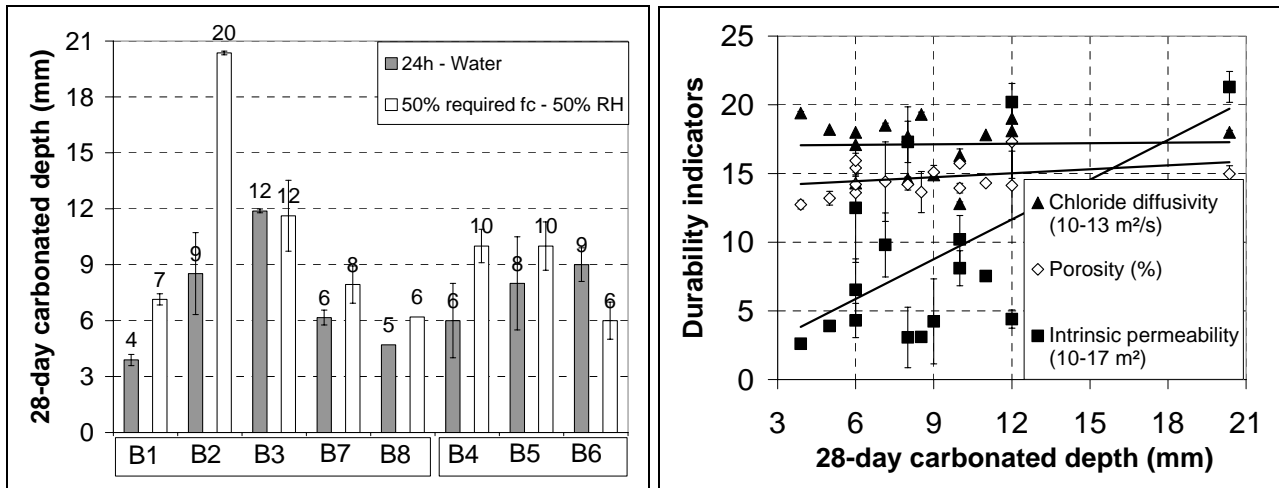 28-day carbonated depth (mm)
21
18
15
12
9
6
3
0
24h - Water
50% required fc - 50% RH
4
7
9
20
12
12
6
8
5
6
6
10
8
10
9
6
B1 B2 B3 B7 B8 B4 B5 B6
Durability indicators
25
20
15
10
5
0
Chloride diffusivity
(10-13 m²/s)
Porosity (%)
Intrinsic permeability
(10-17 m²)
3 6 9 12 15 18 21
28-day carbonated depth (mm)